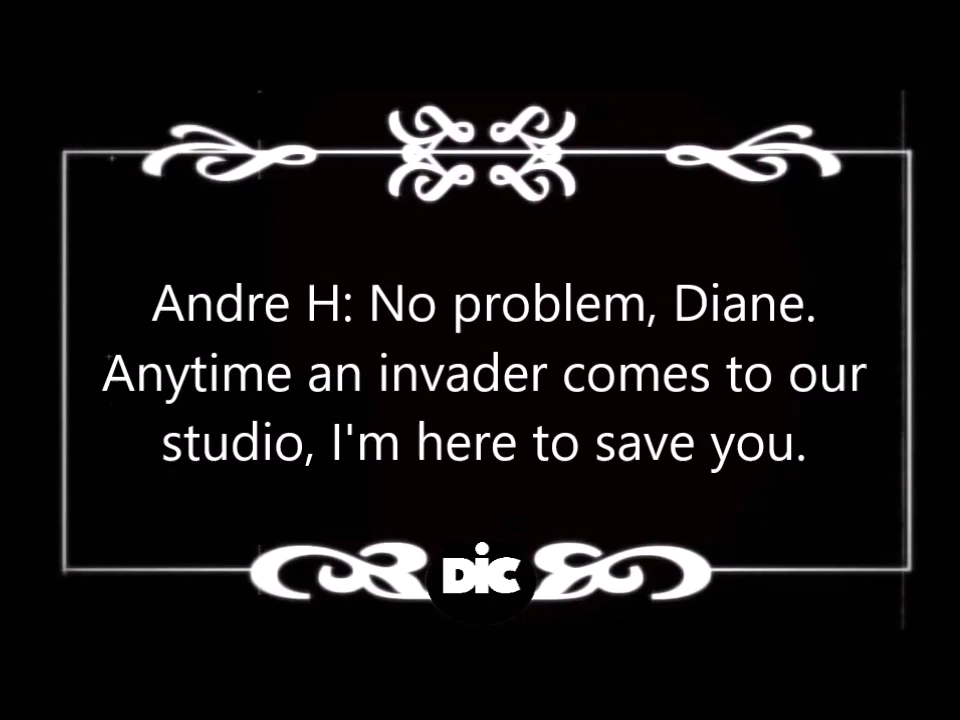 Andre H: No problem, Diane.
Anytime an invader comes to our
studio, I'm here to save you.
DiC